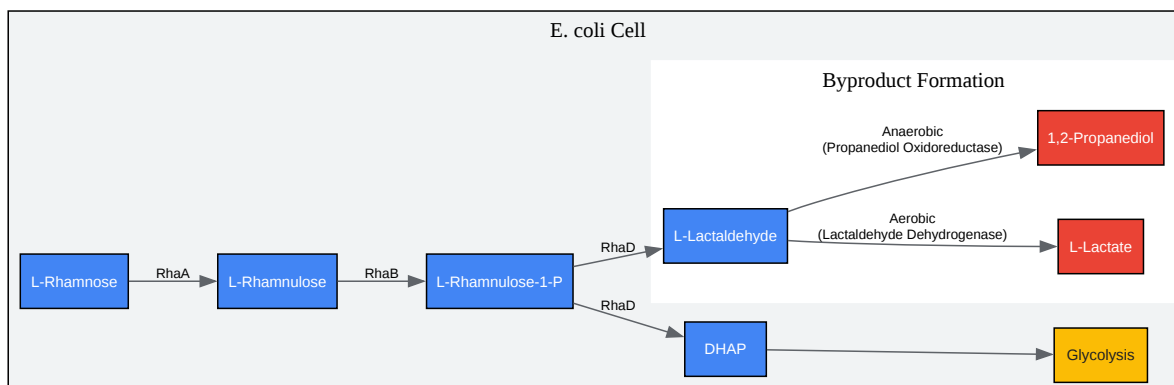 E. coli Cell
Byproduct Formation
Anaerobic
(Propanediol Oxidoreductase)
1,2-Propanediol
Aerobic
(Lactaldehyde Dehydrogenase)
L-Lactaldehyde
L-Lactate
RhaD
L-Rhamnose
RhaA
L-Rhamnulose
RhaB
L-Rhamnulose-1-P
RhaD
DHAP
Glycolysis